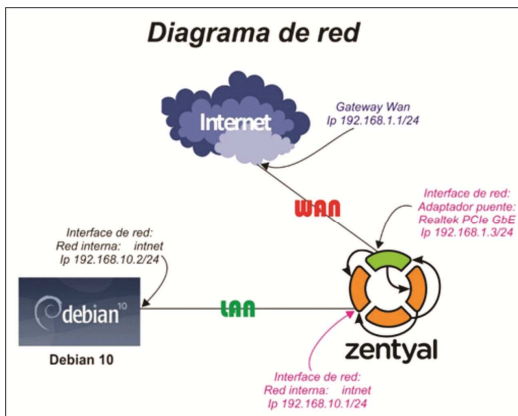 Diagrama de red
Internet
Gateway Wan
Ip 192.168.1.1/24
WAN
Interface de red:
Adaptador puente:
Realtek PCIe GbE
Ip 192.168.1.3/24
Interface de red:
Red interna: intnet
Ip 192.168.10.2/24
debian 10
Debian 10
LAN
zentyal
Interface de red:
Red interna: intnet
Ip 192.168.10.1/24